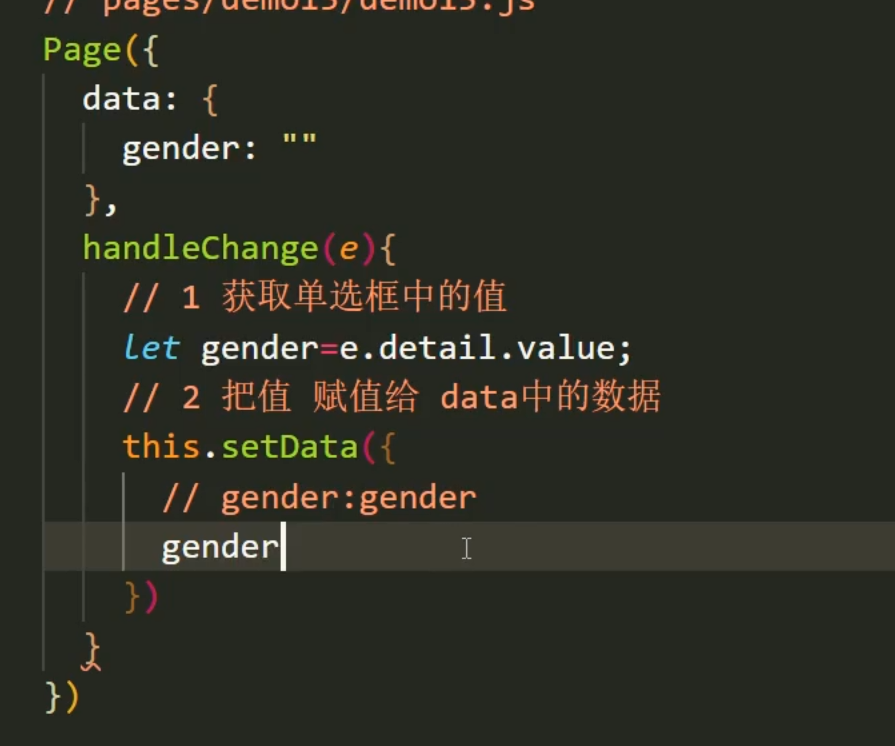 // pages/demo15/demo15.js
Page({
data: {
gender: ""
},
handleChange(e){
// 1 获取单选框中的值
let gender=e.detail.value;
// 2 把值 赋值给 data中的数据
this.setData({
// gender:gender
gender
})
}
})